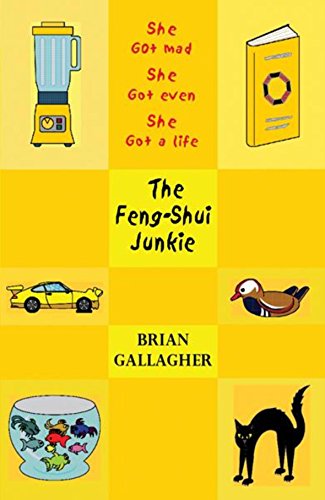 She
Got mad
She
Got even
She
Got a life
The
Feng-Shui
Junkie
BRIAN
GALLAGHER